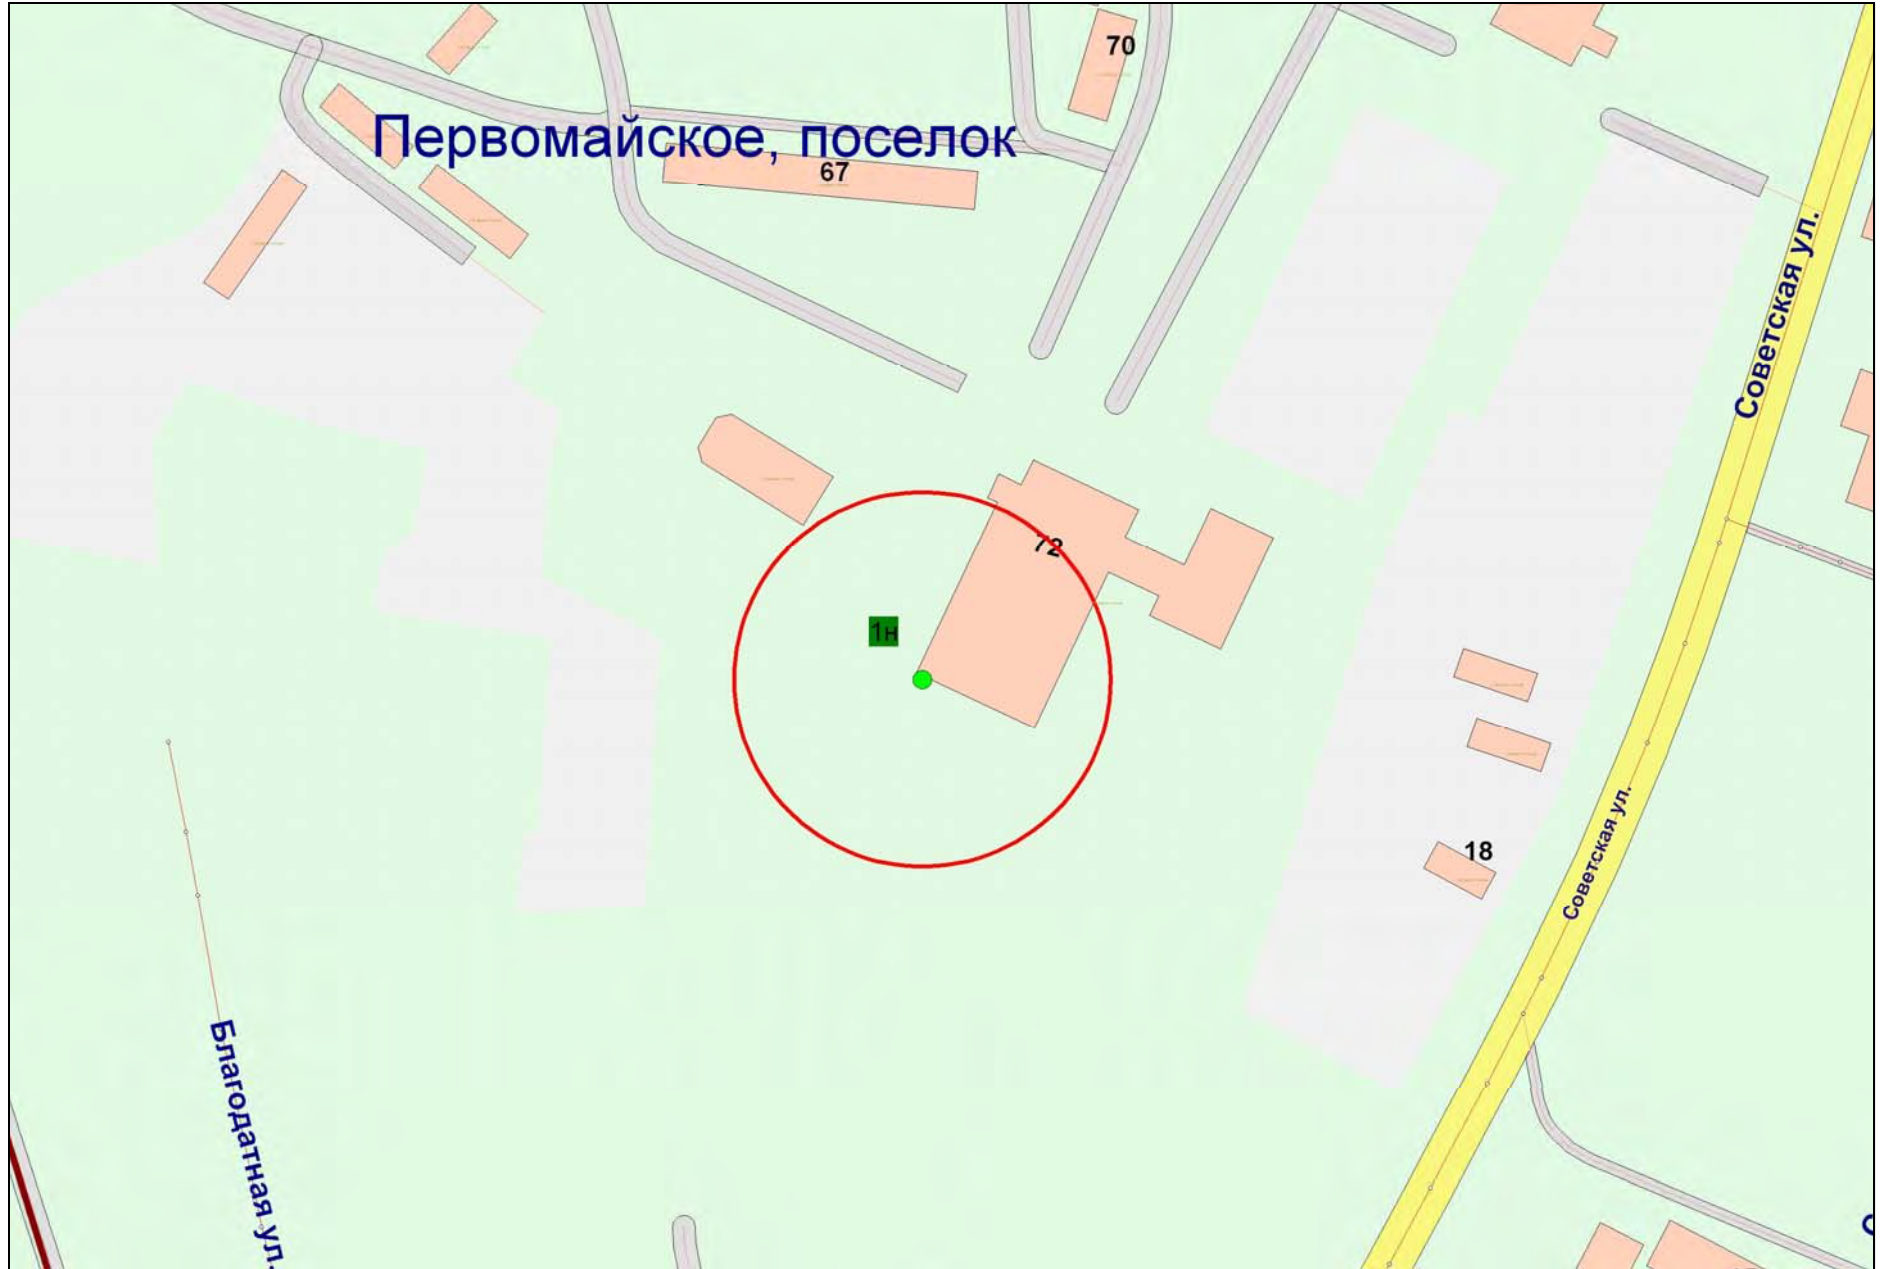 70
Первомайское, поселок
67
Советская ул.
72
1н
18
Советская ул.
Благодатная ул.